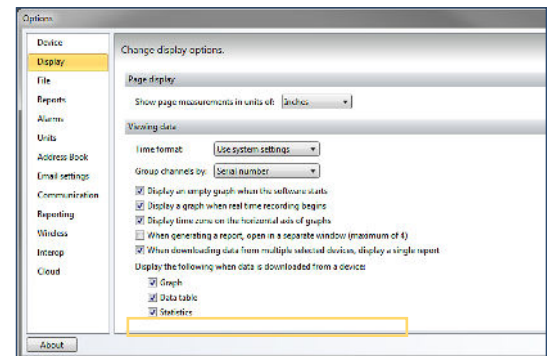 Options
Device
Display
File
Reports
Alarms
Units
Address Book
Email settings
Communication
Reporting
Wireless
Interop
Cloud
Change display options.
Page display
Show page measurements in units of: Inches
Viewing data
Time format: Use system settings
Group channels by: Serial number
Display an empty graph when the software starts
Display a graph when real time recording begins
Display time zone on the horizontal axis of graphs
When generating a report, open in a separate window (maximum of 4)
When downloading data from multiple selected devices, display a single report
Display the following when data is downloaded from a device:
Graph
Data table
Statistics
About